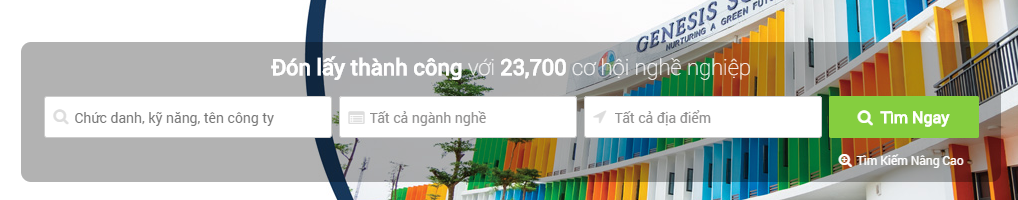 GENESIS
NURTURING A GREEN
Đón lấy thành công với 23,700 cơ hội nghề nghiệp
Chức danh, kỹ năng, tên công ty
Tất cả ngành nghề
Tất cả địa điểm
Tìm Ngay
Tìm Kiếm Nâng Cao